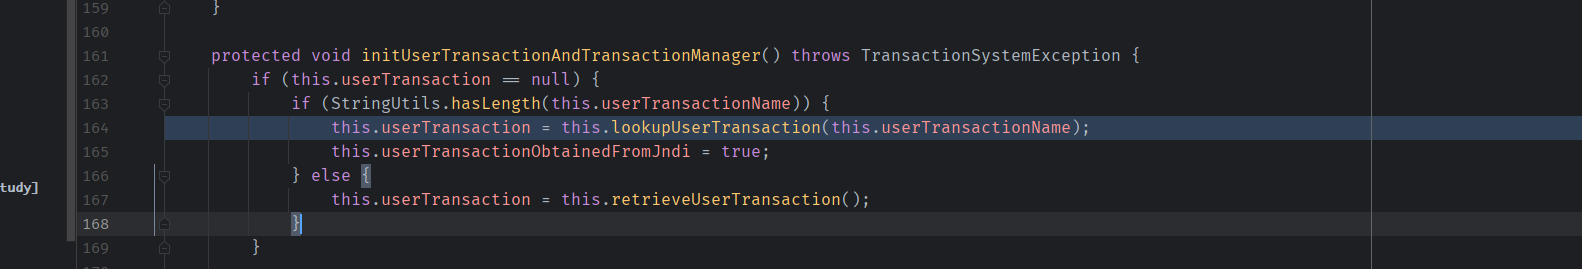 159 }
160
161 protected void initUserTransactionAndTransactionManager() throws TransactionSystemException {
162 if (this.userTransaction == null) {
163 if (StringUtils.hasLength(this.userTransactionName)) {
164 this.userTransaction = this.lookupUserTransaction(this.userTransactionName);
165 this.userTransactionObtainedFromJndi = true;
166 } else {
tudy]
167 this.userTransaction = this.retrieveUserTransaction();
168 }
169 }